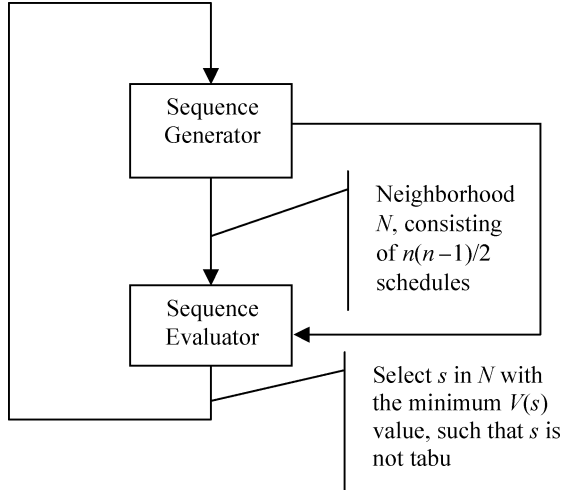 Sequence
Generator
Neighborhood
N, consisting
of n(n–1)/2
schedules
Sequence
Evaluator
Select s in N with
the minimum V(s)
value, such that s is
not tabu